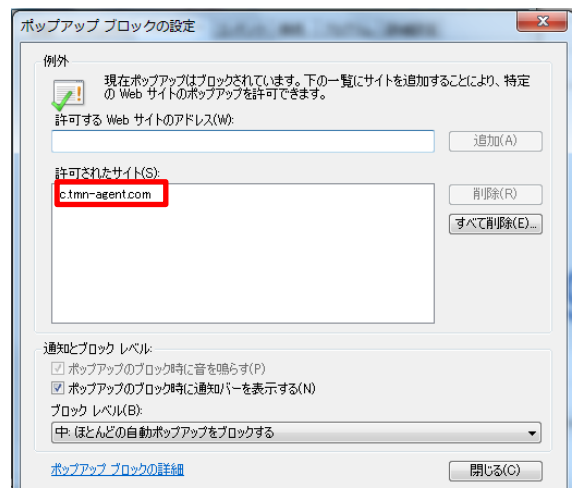 ポップアップ ブロックの設定
例外
現在ポップアップはブロックされています。下の一覧にサイトを追加することにより、特定
の Web サイトのポップアップを許可できます。
許可する Web サイトのアドレス(W):
追加(A)
許可されたサイト(S):
c.tmn-agent.com
削除(R)
すべて削除(E)...
通知とブロック レベル:
ポップアップのブロック時に音を鳴らす(P)
ポップアップのブロック時に通知バーを表示する(N)
ブロック レベル(B):
中: ほとんどの自動ポップアップをブロックする
ポップアップ ブロックの詳細
閉じる(C)